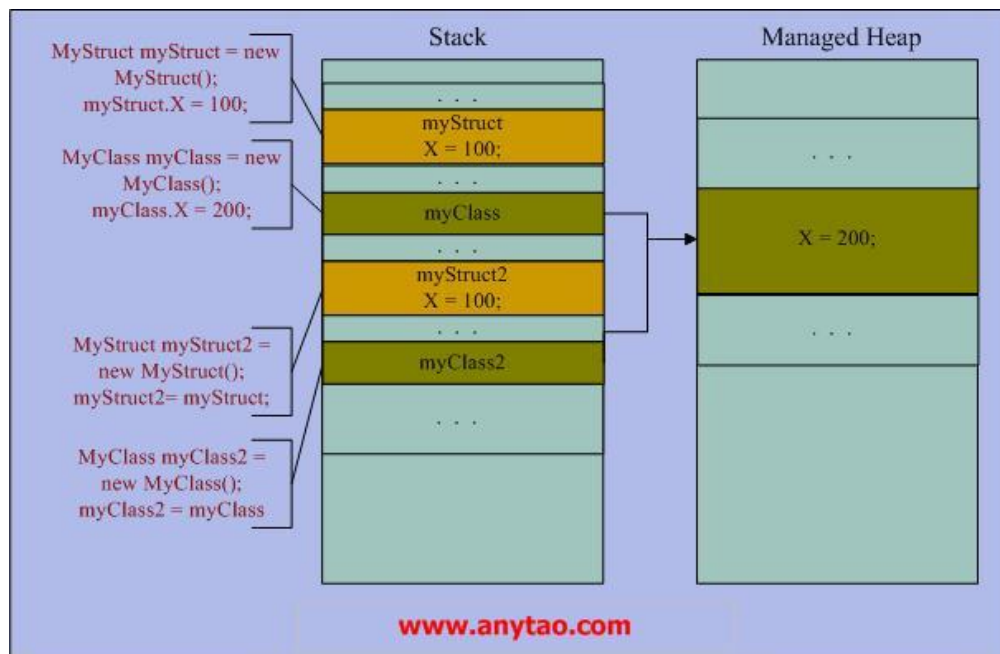 Stack
Managed Heap
MyStruct myStruct = new
MyStruct();
myStruct.X = 100;
MyClass myClass = new
MyClass();
myClass.X = 200;
MyStruct myStruct2 =
new MyStruct();
myStruct2= myStruct;
MyClass myClass2 =
new MyClass();
myClass2 = myClass
. . .
myStruct
X = 100;
. . .
myClass
. . .
myStruct2
X = 100;
. . .
myClass2
. . .
. . .
X = 200;
. . .
www.anytao.com